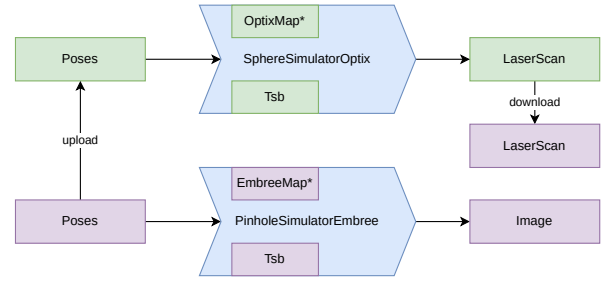 OptixMap*
Poses
SphereSimulatorOptix
LaserScan
Tsb
download
upload
LaserScan
EmbreeMap*
Poses
PinholeSimulatorEmbree
Image
Tsb